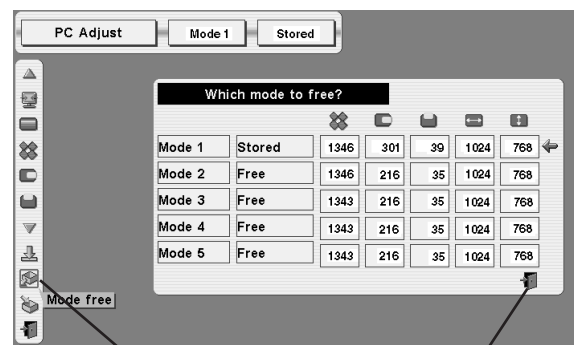 PC Adjust Mode 1 Stored
Which mode to free?
Mode 1 Stored 1346 301 39 1024 768
Mode 2 Free 1346 216 35 1024 768
Mode 3 Free 1343 216 35 1024 768
Mode 4 Free 1343 216 35 1024 768
Mode 5 Free 1343 216 35 1024 768
Mode free